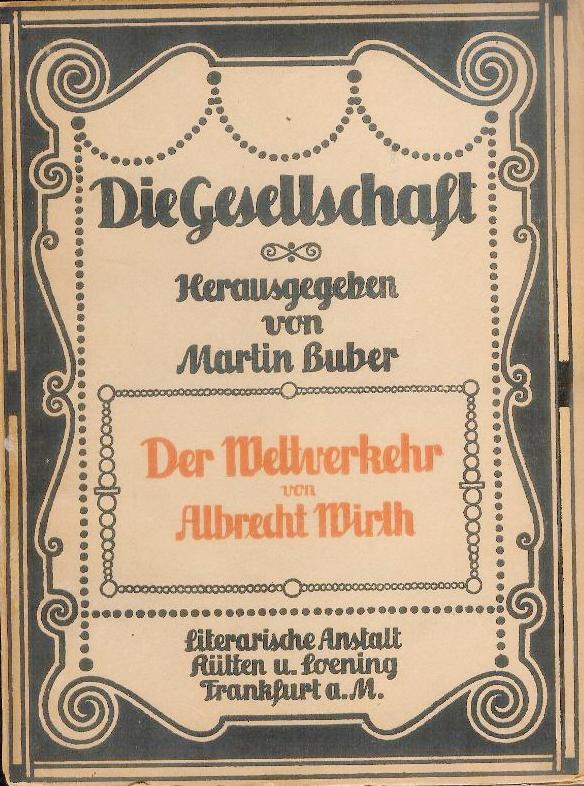 Die Gesellschaft
Herausgegeben
von
Martin Buber
Der Weltverkehr
von
Albrecht Wirth
Literarische Anstalt
Rütten u. Loening
Frankfurt a. M.